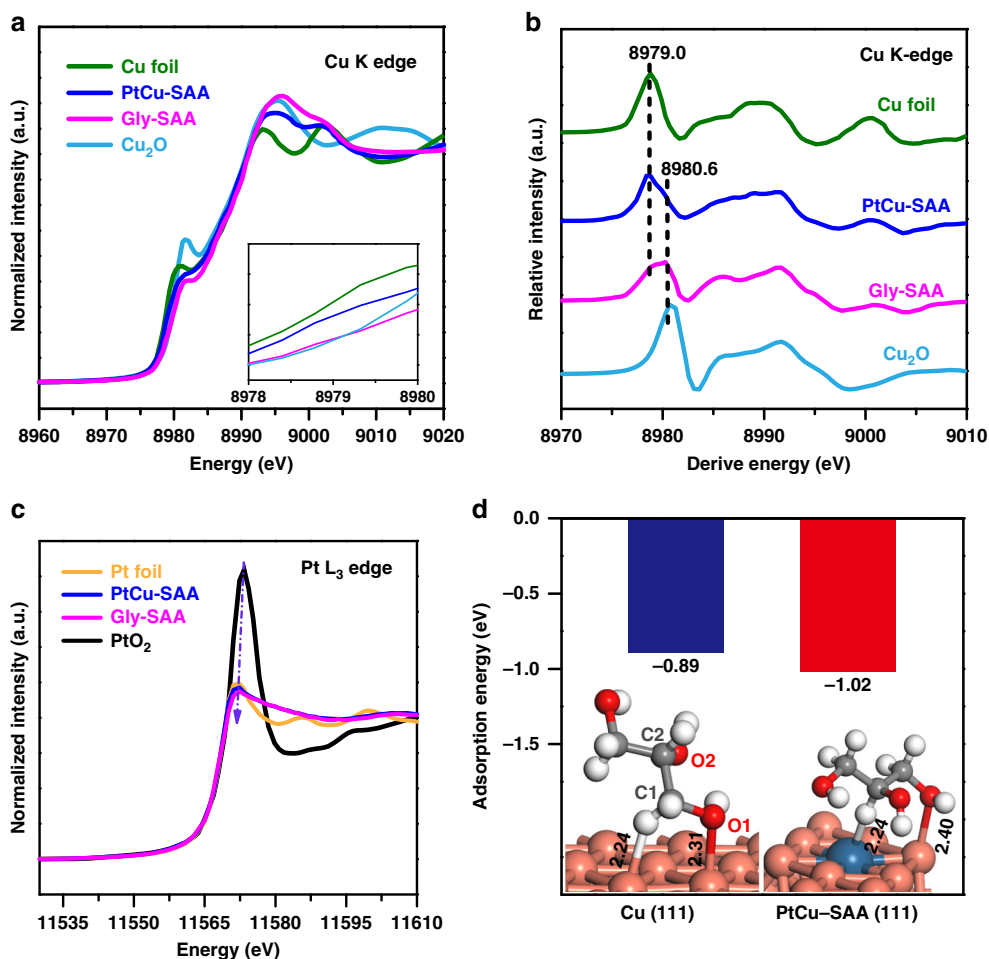 a
Cu K edge
Cu foil
PtCu-SAA
Gly-SAA
Cu₂O
Normalized intensity (a.u.)
8978 8979 8980
8960 8970 8980 8990 9000 9010 9020
Energy (eV)
b
8979.0
Cu K-edge
Cu foil
8980.6
PtCu-SAA
Gly-SAA
Cu₂O
Relative intensity (a.u.)
8970 8980 8990 9000 9010
Derive energy (eV)
c
Pt L₃ edge
Pt foil
PtCu-SAA
Gly-SAA
PtO₂
Normalized intensity (a.u.)
11535 11550 11565 11580 11595 11610
Energy (eV)
d
0.0
−0.5
−1.0
−1.5
Adsorption energy (eV)
−0.89
−1.02
C2
O2
C1
O1
2.24
2.31
2.24
2.40
Cu (111)
PtCu–SAA (111)